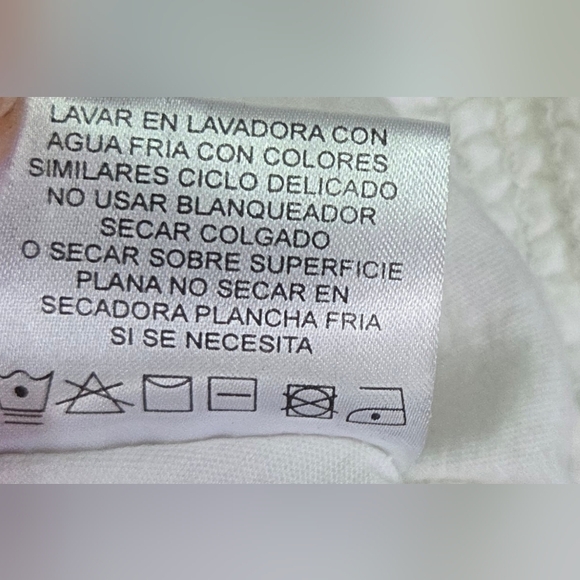 LAVAR EN LAVADORA CON
AGUA FRIA CON COLORES
SIMILARES CICLO DELICADO
NO USAR BLANQUEADOR
SECAR COLGADO
O SECAR SOBRE SUPERFICIE
PLANA NO SECAR EN
SECADORA PLANCHA FRIA
SI SE NECESITA